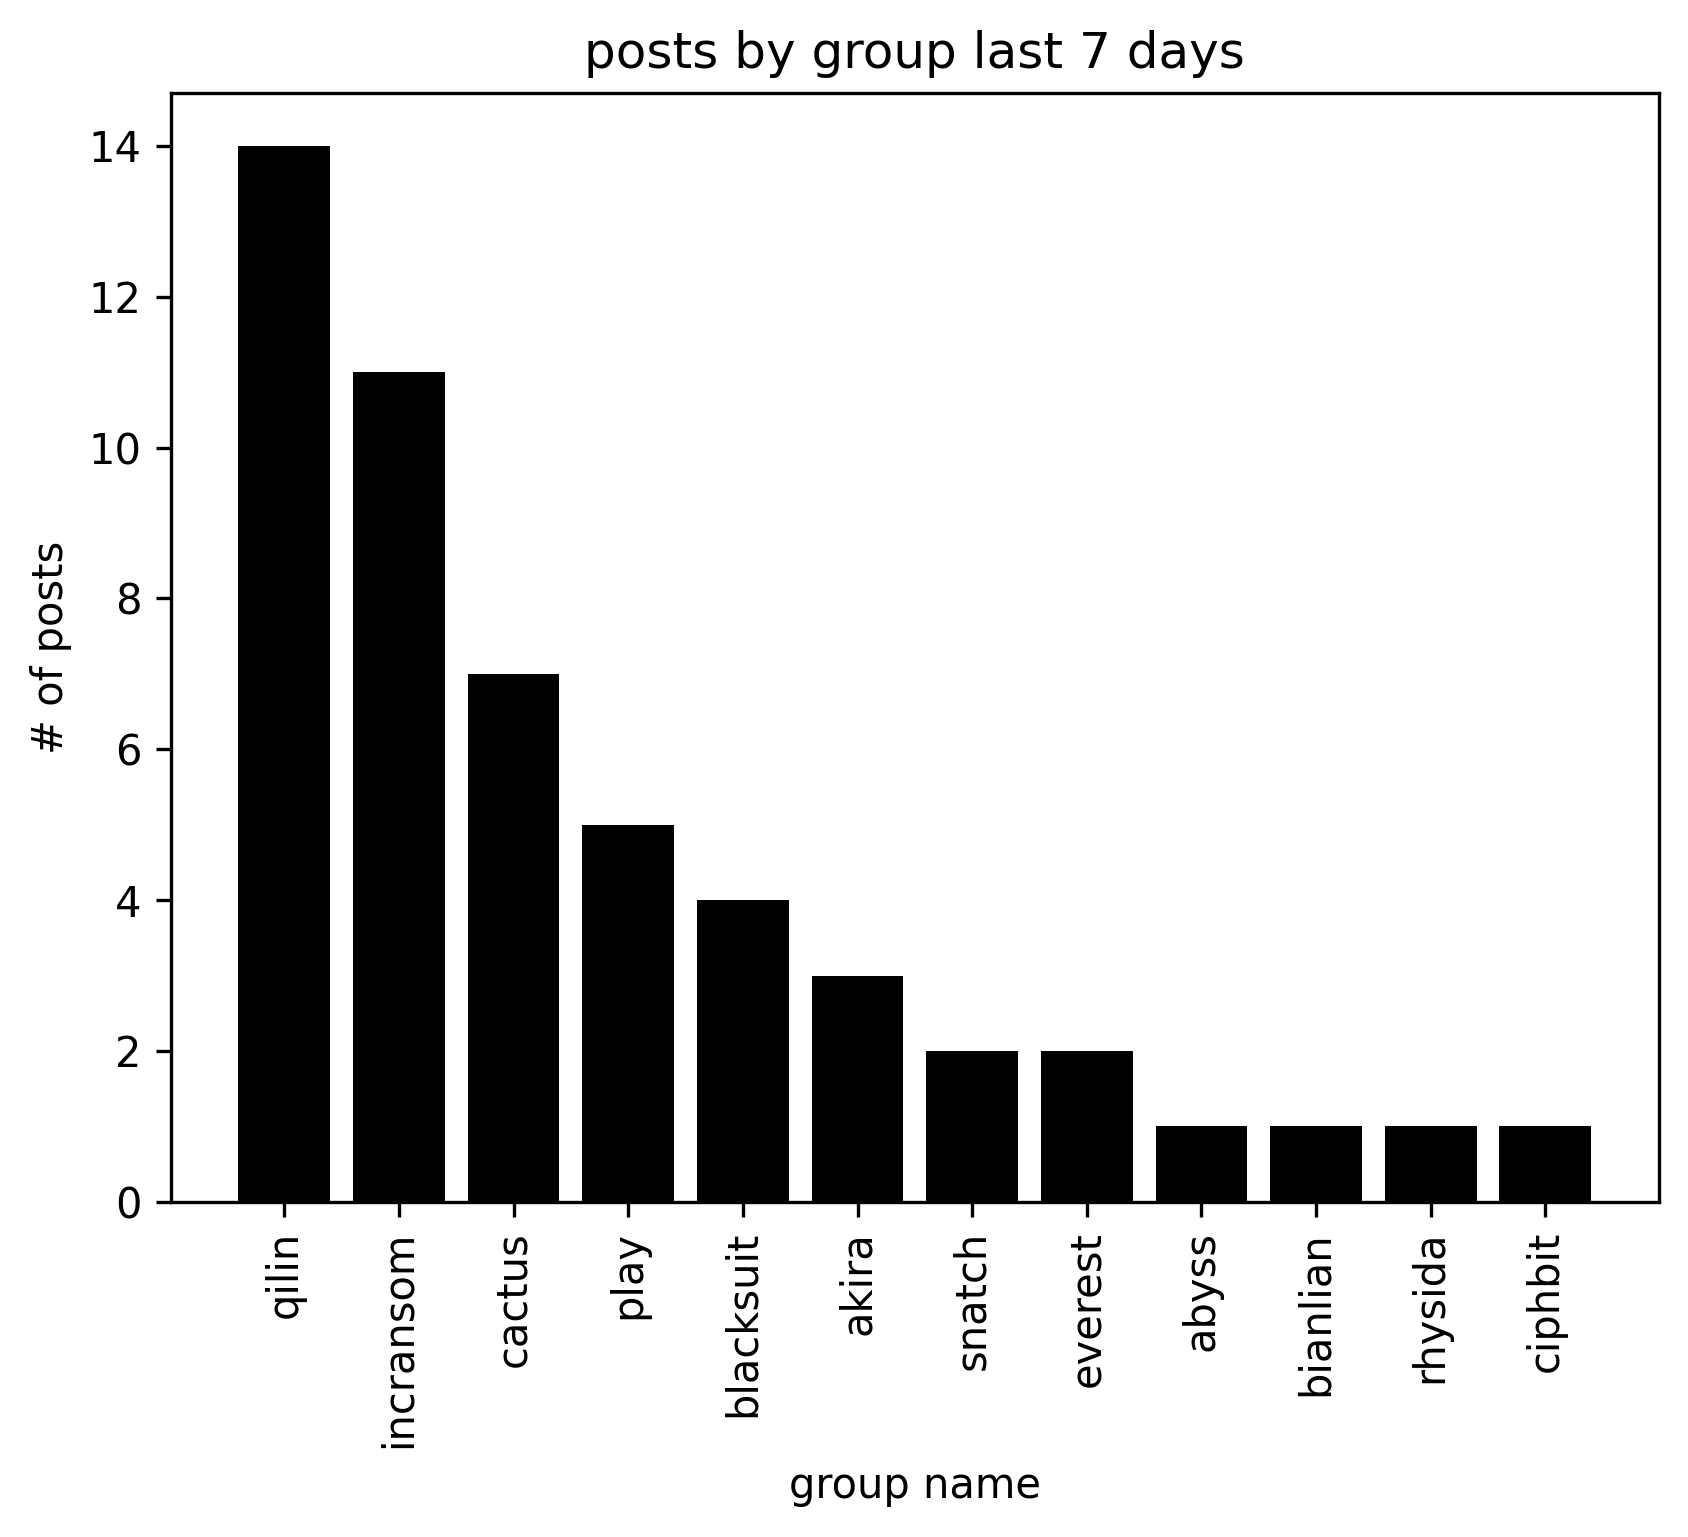 posts by group last 7 days
14
12
10
8
6
4
2
0
# of posts
qilin
incransom
cactus
play
blacksuit
akira
snatch
everest
abyss
bianlian
rhysida
ciphbit
group name